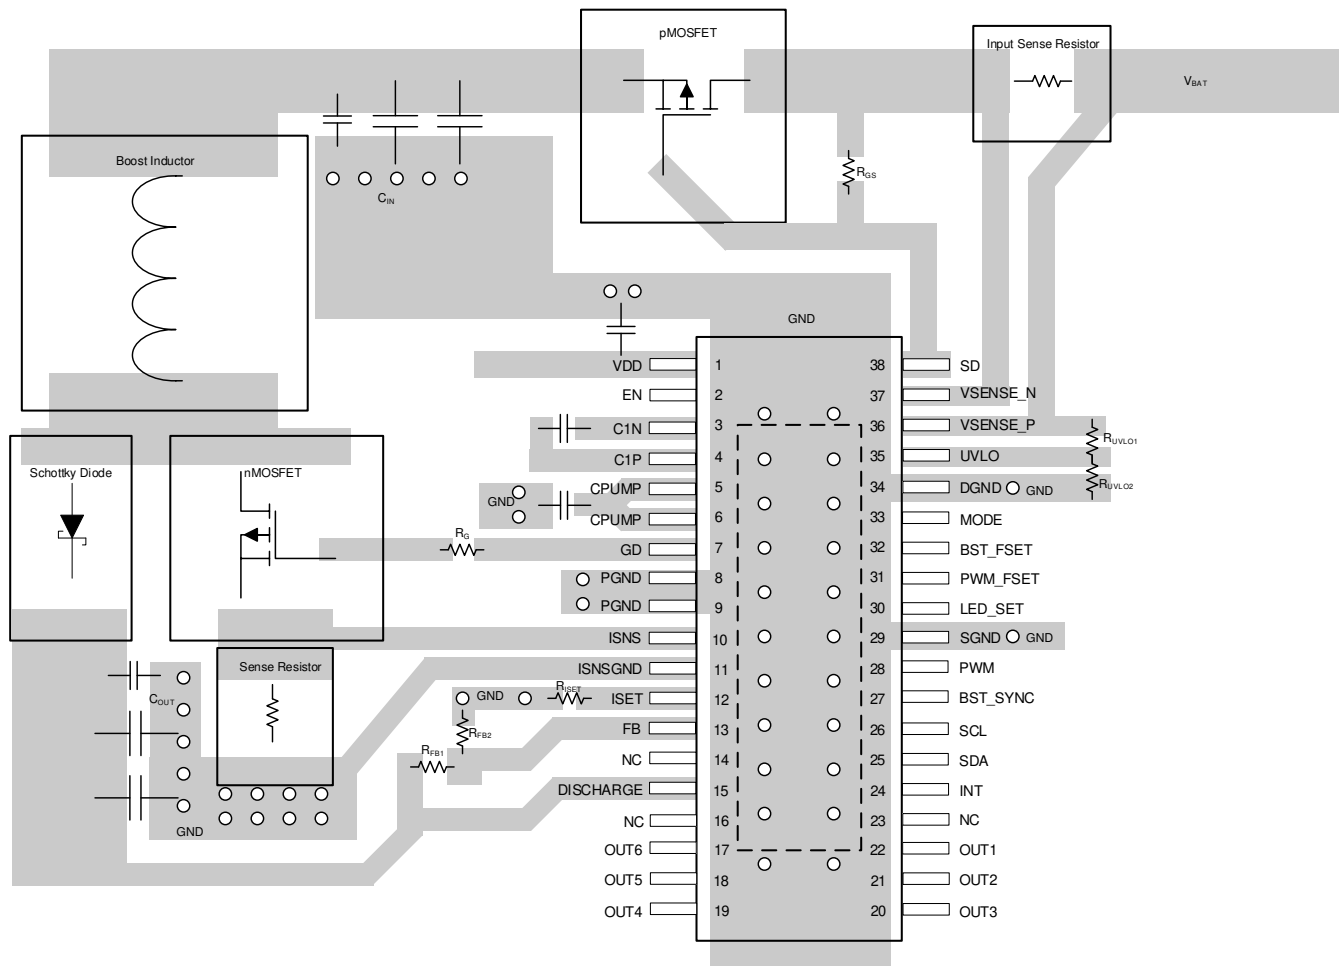 pMOSFET
Input Sense Resistor
VBAT
Boost Inductor
RGS
CIN
GND
VDD 1 38 SD
EN 2 37 VSENSE_N
C1N 3 36 VSENSE_P
RUVLO1
C1P 4 35 UVLO
Schottky Diode
nMOSFET
RUVLO2
CPUMP 5 34 DGND GND
GND
CPUMP 6 33 MODE
RG
GD 7 32 BST_FSET
PGND 8 31 PWM_FSET
PGND 9 30 LED_SET
ISNS 10 29 SGND GND
Sense Resistor
ISNSGND 11 28 PWM
COUT
GND
RISET
ISET 12 27 BST_SYNC
RFB2
FB 13 26 SCL
RFB1
NC 14 25 SDA
DISCHARGE 15 24 INT
NC 16 23 NC
GND
OUT6 17 22 OUT1
OUT5 18 21 OUT2
OUT4 19 20 OUT3